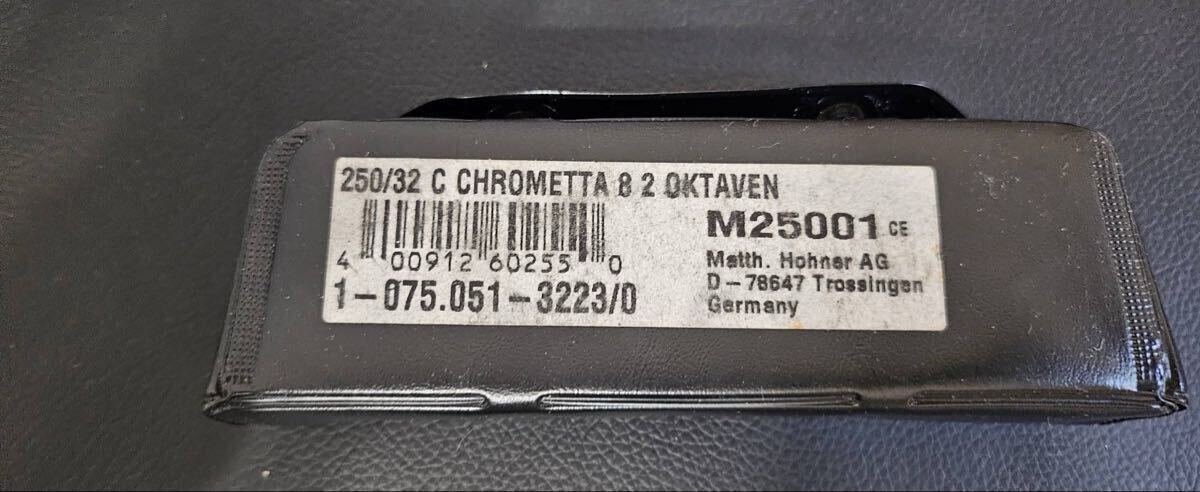 250/32 C CHROMETTA 8 2 OKTAVEN
4 00912 60255 0
1-075.051-3223/0
M25001 CE
Matth. Hohner AG
D-78647 Trossingen
Germany